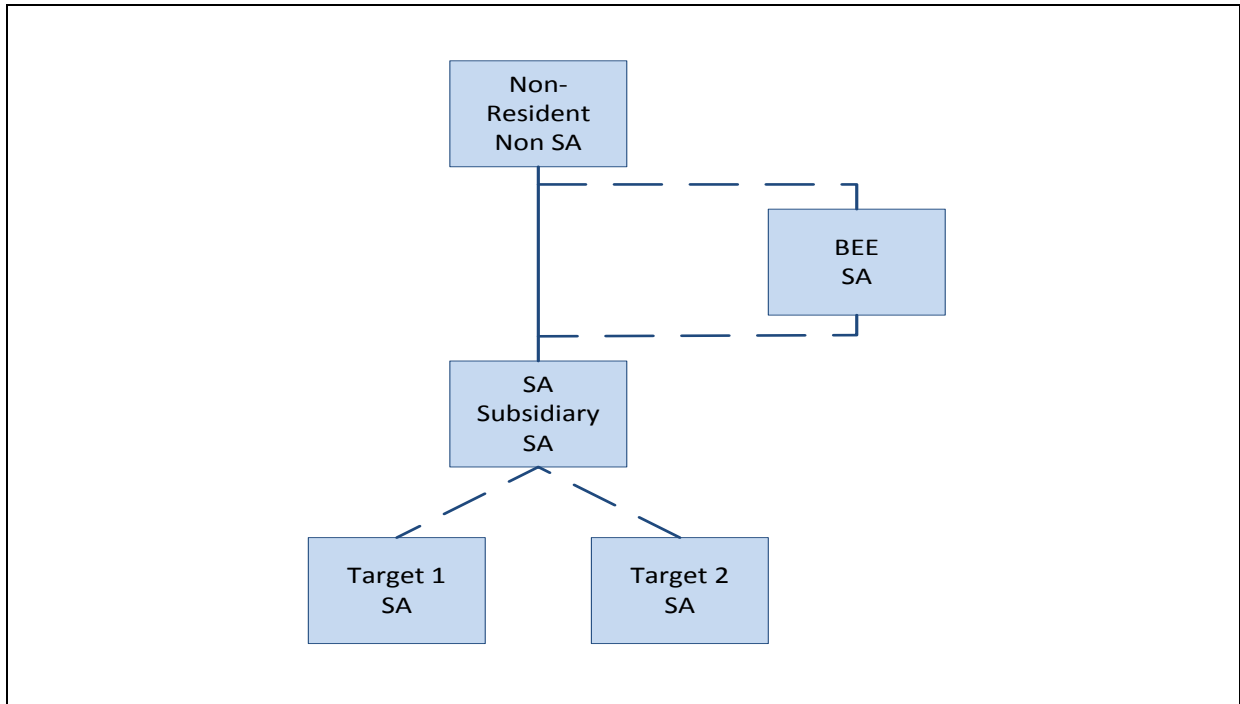 Non-
Resident
Non SA
BEE
SA
SA
Subsidiary
SA
Target 1
SA
Target 2
SA